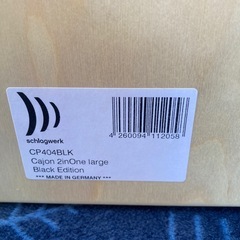 schlagwerk
4 260094 112058
CP404BLK
Cajon 2inOne large
Black Edition
*** MADE IN GERMANY ***